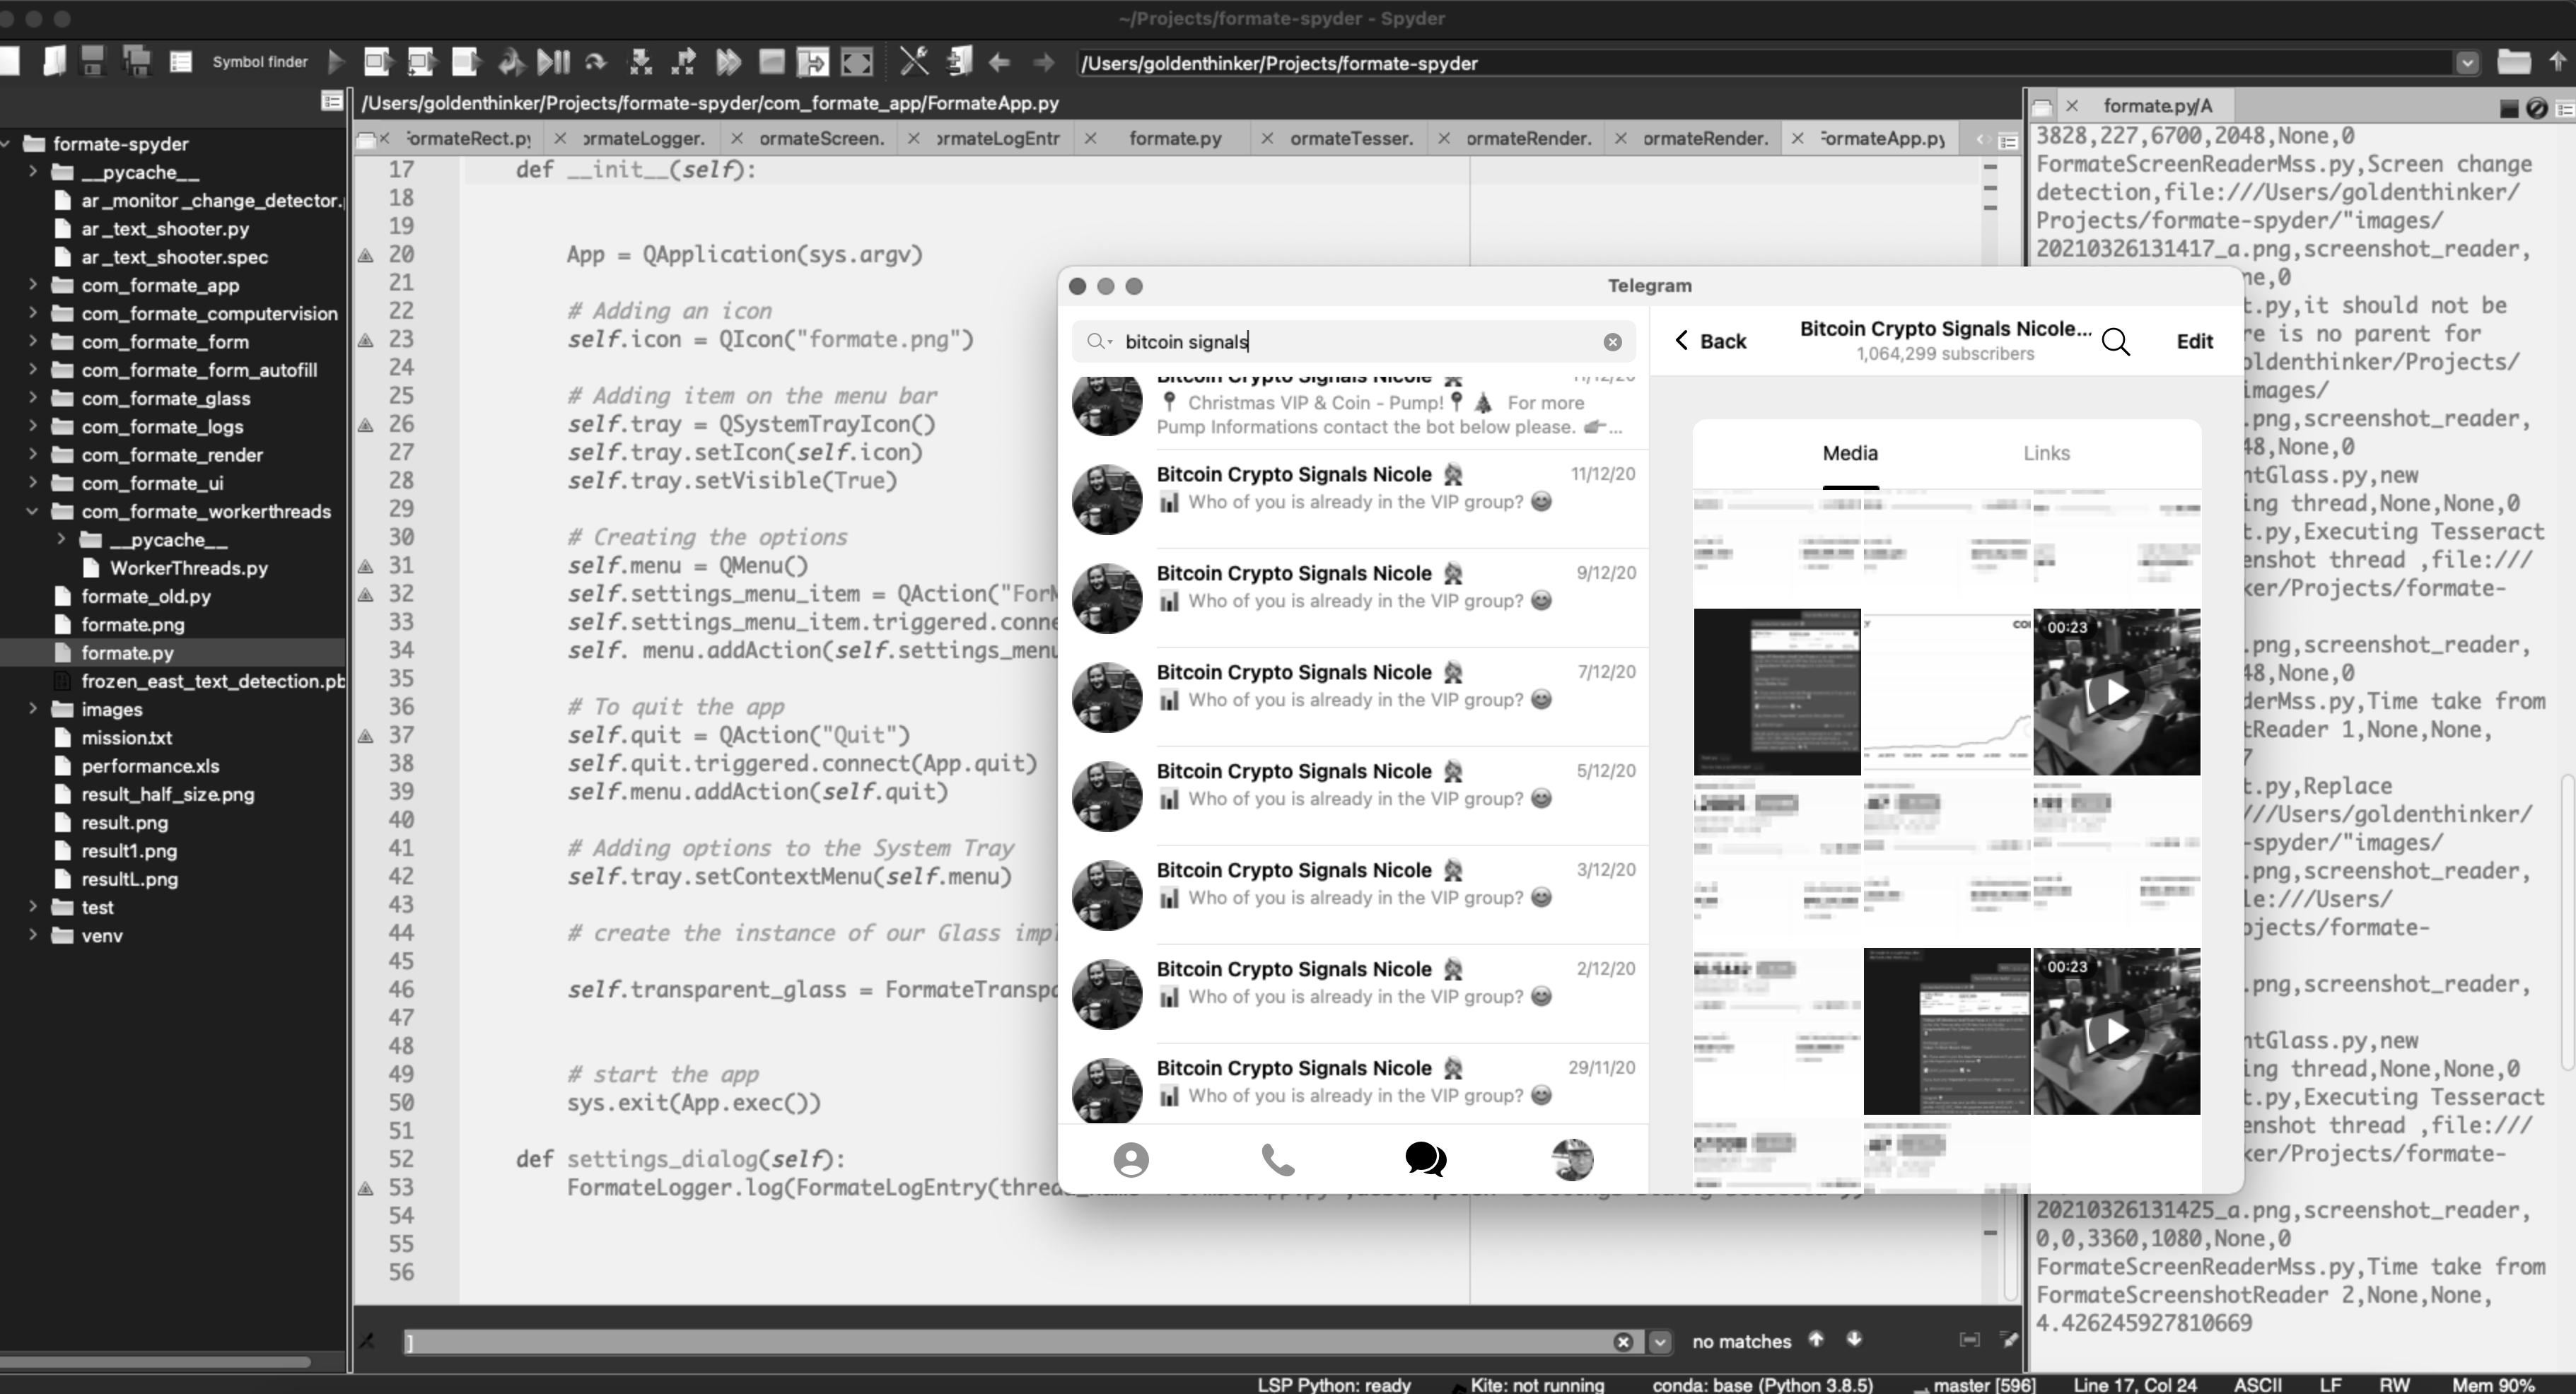 ~/Projects/formate-spyder - Spyder
Symbol finder
/Users/goldenthinker/Projects/formate-spyder
formate-spyder
__pycache__
ar_monitor_change_detector.
ar_text_shooter.py
ar_text_shooter.spec
com_formate_app
com_formate_computervision
com_formate_form
com_formate_form_autofill
com_formate_glass
com_formate_logs
com_formate_render
com_formate_ui
com_formate_workerthreads
__pycache__
WorkerThreads.py
formate_old.py
formate.png
formate.py
frozen_east_text_detection.pb
images
mission.txt
performance.xls
result_half_size.png
result.png
result1.png
resultL.png
test
venv
/Users/goldenthinker/Projects/formate-spyder/com_formate_app/FormateApp.py
ormateRect.py ormateLogger. ormateScreen. ormateLogEntr formate.py ormateTesser. ormateRender. ormateRender. FormateApp.py
17 def __init__(self):
18
19
20 App = QApplication(sys.argv)
21
22 # Adding an icon
23 self.icon = QIcon("formate.png")
24
25 # Adding item on the menu bar
26 self.tray = QSystemTrayIcon()
27 self.tray.setIcon(self.icon)
28 self.tray.setVisible(True)
29
30 # Creating the options
31 self.menu = QMenu()
32 self.settings_menu_item = QAction("For
33 self.settings_menu_item.triggered.conne
34 self. menu.addAction(self.settings_menu
35
36 # To quit the app
37 self.quit = QAction("Quit")
38 self.quit.triggered.connect(App.quit)
39 self.menu.addAction(self.quit)
40
41 # Adding options to the System Tray
42 self.tray.setContextMenu(self.menu)
43
44 # create the instance of our Glass impl
45
46 self.transparent_glass = FormateTranspa
47
48
49 # start the app
50 sys.exit(App.exec())
51
52 def settings_dialog(self):
53 FormateLogger.log(FormateLogEntry(thread_name
54
55
56
]
no matches
Telegram
bitcoin signals
Bitcoin Crypto Signals Nicole 11/12/20
Christmas VIP & Coin - Pump! For more
Pump Informations contact the bot below please. ...
Bitcoin Crypto Signals Nicole 11/12/20
Who of you is already in the VIP group?
Bitcoin Crypto Signals Nicole 9/12/20
Who of you is already in the VIP group?
Bitcoin Crypto Signals Nicole 7/12/20
Who of you is already in the VIP group?
Bitcoin Crypto Signals Nicole 5/12/20
Who of you is already in the VIP group?
Bitcoin Crypto Signals Nicole 3/12/20
Who of you is already in the VIP group?
Bitcoin Crypto Signals Nicole 2/12/20
Who of you is already in the VIP group?
Bitcoin Crypto Signals Nicole 29/11/20
Who of you is already in the VIP group?
Back
Bitcoin Crypto Signals Nicole...
1,064,299 subscribers
Edit
Media Links
00:23
00:23
formate.py/A
3828,227,6700,2048,None,0
FormateScreenReaderMss.py,Screen change
detection,file:///Users/goldenthinker/
Projects/formate-spyder/"images/
20210326131417_a.png,screenshot_reader,
ne,0
t.py,it should not be
re is no parent for
oldenthinker/Projects/
images/
.png,screenshot_reader,
48,None,0
ntGlass.py,new
ing thread,None,None,0
t.py,Executing Tesseract
enshot thread ,file:///
ker/Projects/formate-
.png,screenshot_reader,
48,None,0
derMss.py,Time take from
tReader 1,None,None,
7
t.py,Replace
///Users/goldenthinker/
-spyder/"images/
.png,screenshot_reader,
le:///Users/
ojects/formate-
.png,screenshot_reader,
ntGlass.py,new
ing thread,None,None,0
t.py,Executing Tesseract
enshot thread ,file:///
ker/Projects/formate-
20210326131425_a.png,screenshot_reader,
0,0,3360,1080,None,0
FormateScreenReaderMss.py,Time take from
FormateScreenshotReader 2,None,None,
4.426245927810669
LSP Python: ready Kite: not running conda: base (Python 3.8.5) master [596] Line 17, Col 24 ASCII LF RW Mem 90%